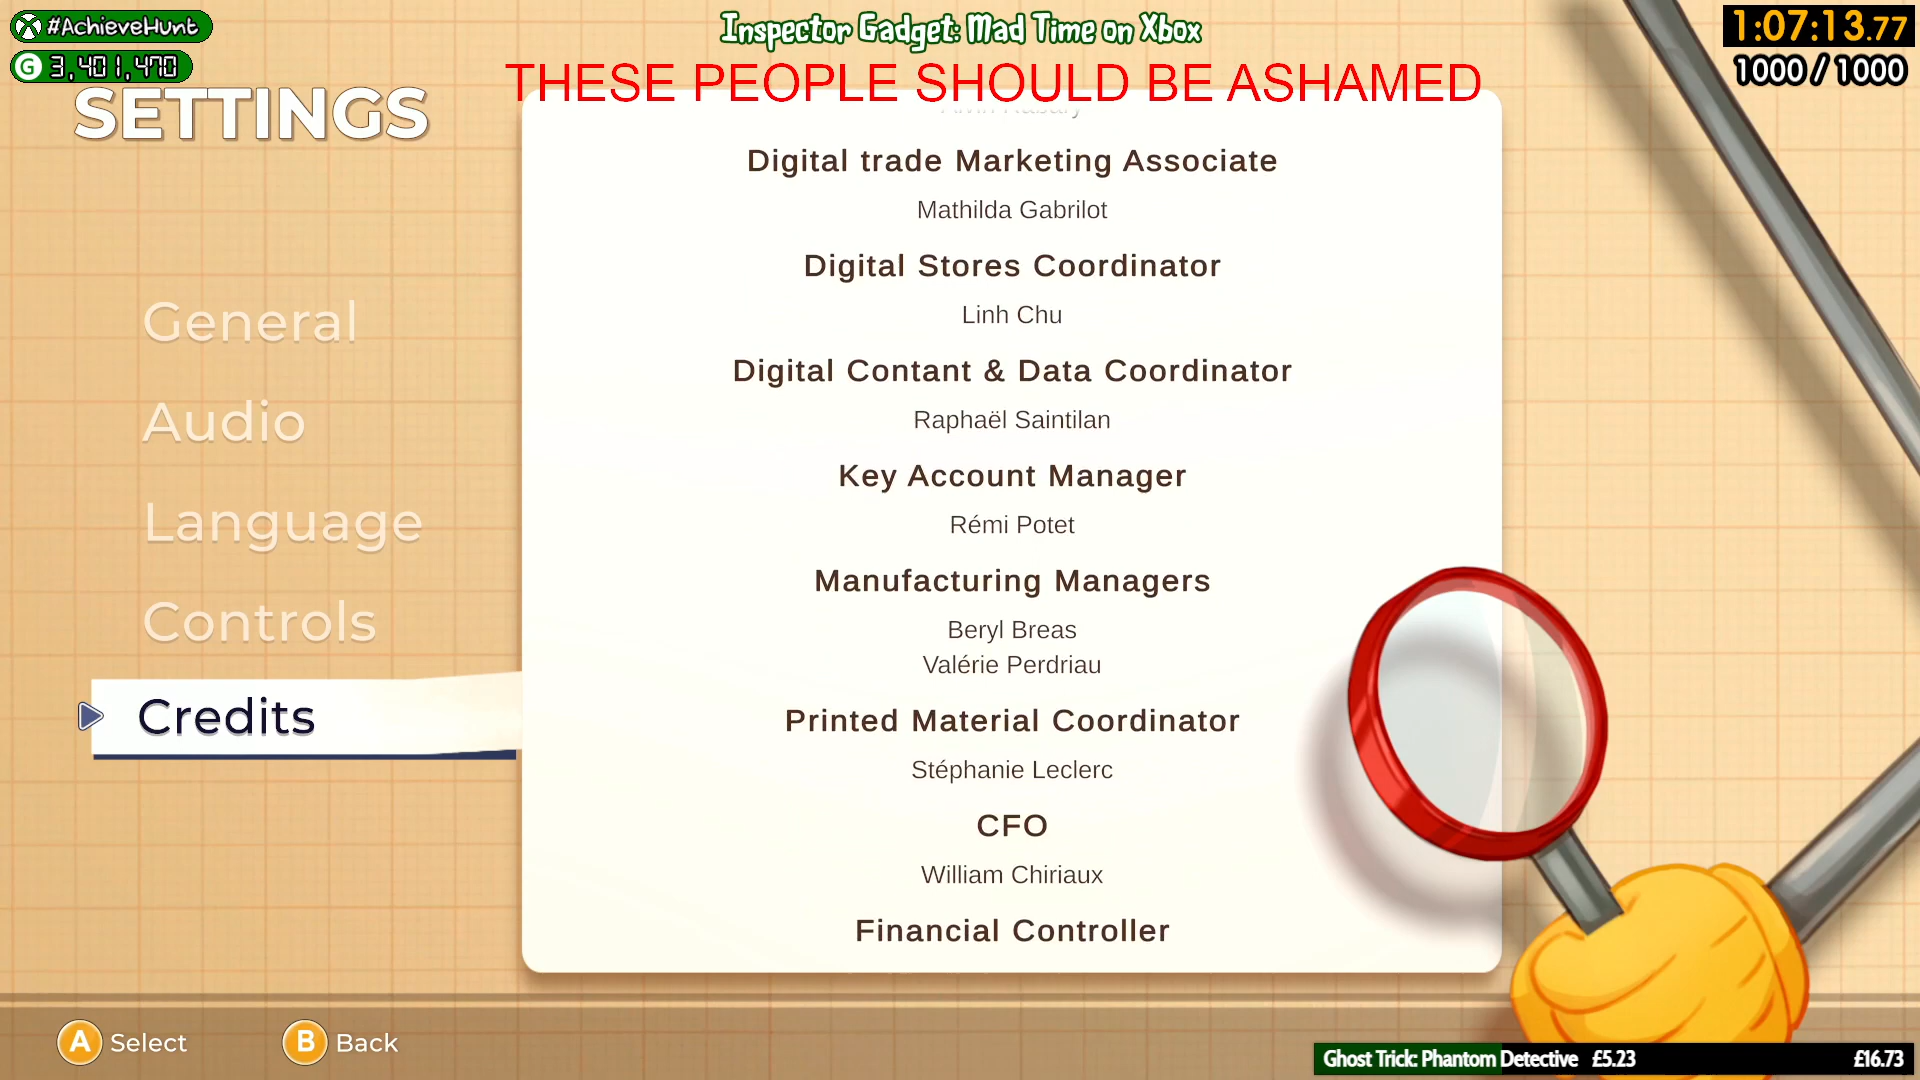 #AchieveHunt
G 3,401,470
Inspector Gadget: Mad Time on Xbox
1:07:13.77
1000 / 1000
THESE PEOPLE SHOULD BE ASHAMED
SETTINGS
General
Audio
Language
Controls
Credits
Digital trade Marketing Associate
Mathilda Gabrilot
Digital Stores Coordinator
Linh Chu
Digital Contant & Data Coordinator
Raphaël Saintilan
Key Account Manager
Rémi Potet
Manufacturing Managers
Beryl Breas
Valérie Perdriau
Printed Material Coordinator
Stéphanie Leclerc
CFO
William Chiriaux
Financial Controller
A Select
B Back
Ghost Trick: Phantom Detective £5.23
£16.73